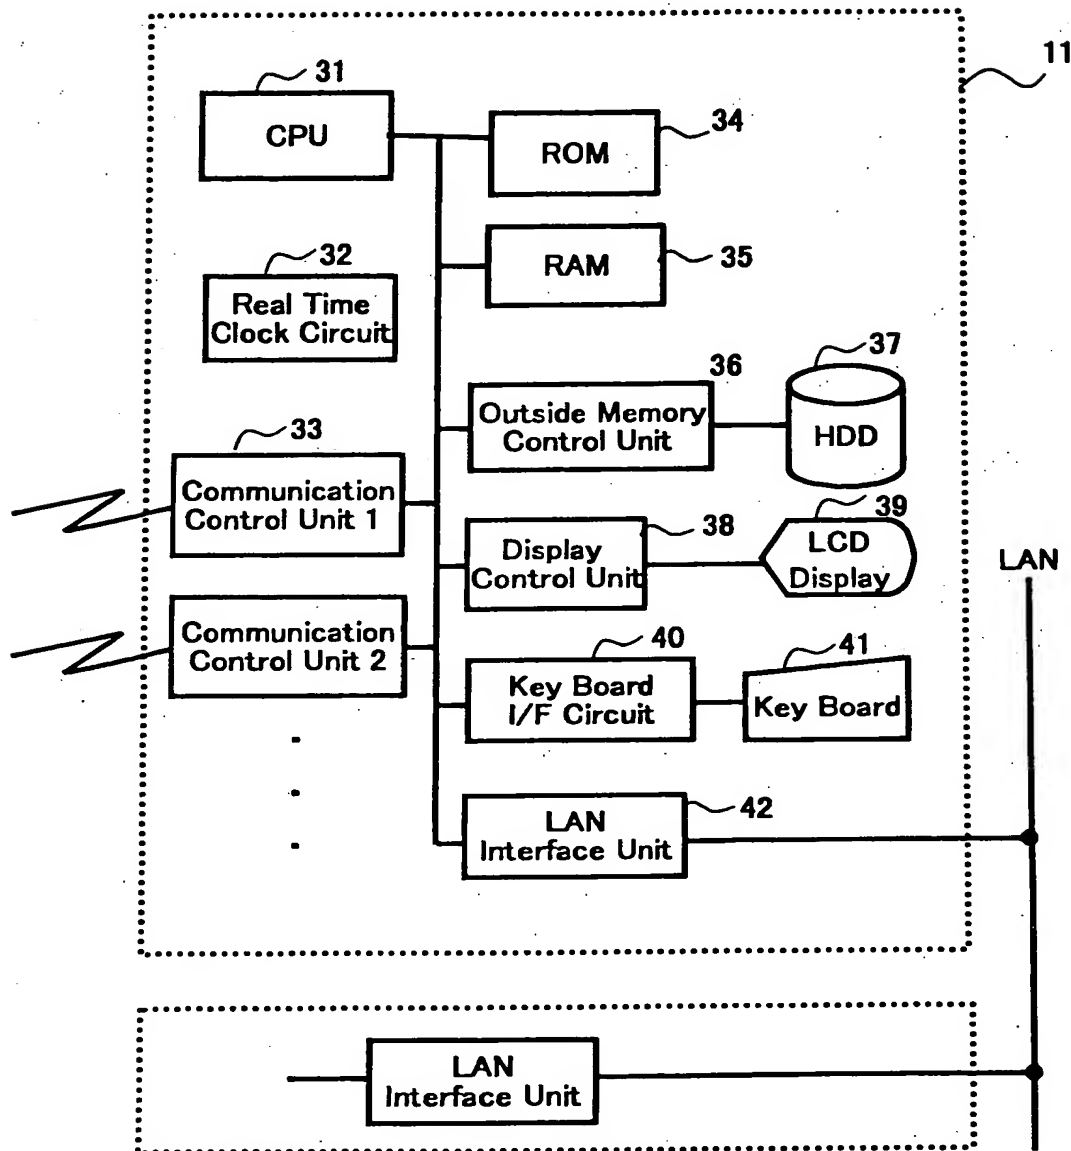 11
31
CPU
34
ROM
32
Real Time
Clock Circuit
RAM
35
36
Outside Memory
Control Unit
37
HDD
33
Communication
Control Unit 1
38
Display
Control Unit
39
LCD
Display
LAN
Communication
Control Unit 2
40
Key Board
I/F Circuit
41
Key Board
42
LAN
Interface Unit
LAN
Interface Unit